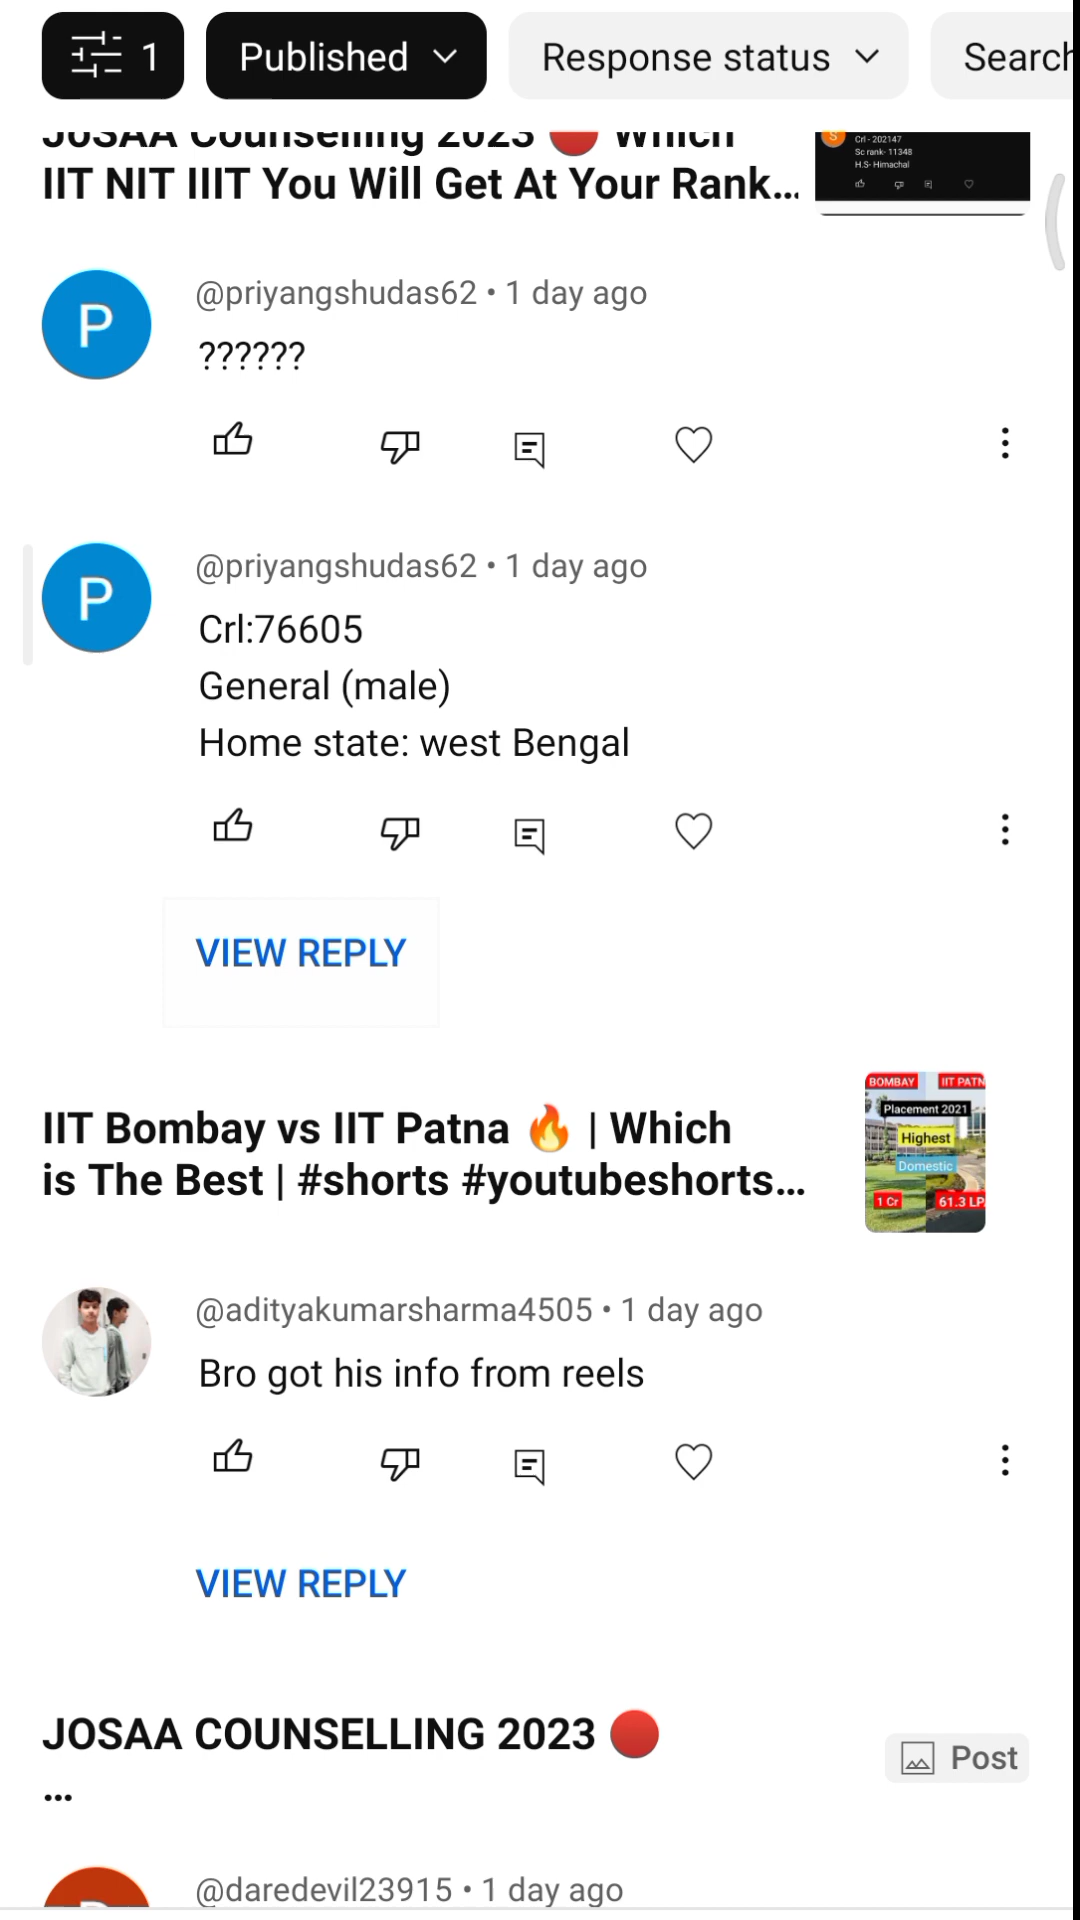 1
Published
Response status
Search
JOSAA Counselling 2023 🔴 Which
IIT NIT IIIT You Will Get At Your Rank...
S
Crl - 202147
Sc rank- 11348
H.S- Himachal
P
@priyangshudas62 • 1 day ago
??????
P
@priyangshudas62 • 1 day ago
Crl:76605
General (male)
Home state: west Bengal
VIEW REPLY
IIT Bombay vs IIT Patna 🔥 | Which
is The Best | #shorts #youtubeshorts...
BOMBAY
IIT PATN
Placement 2021
Highest
Domestic
1 Cr
61.3 LP
@adityakumarsharma4505 • 1 day ago
Bro got his info from reels
VIEW REPLY
JOSAA COUNSELLING 2023 🔴
...
Post
@daredevil23915 • 1 day ago